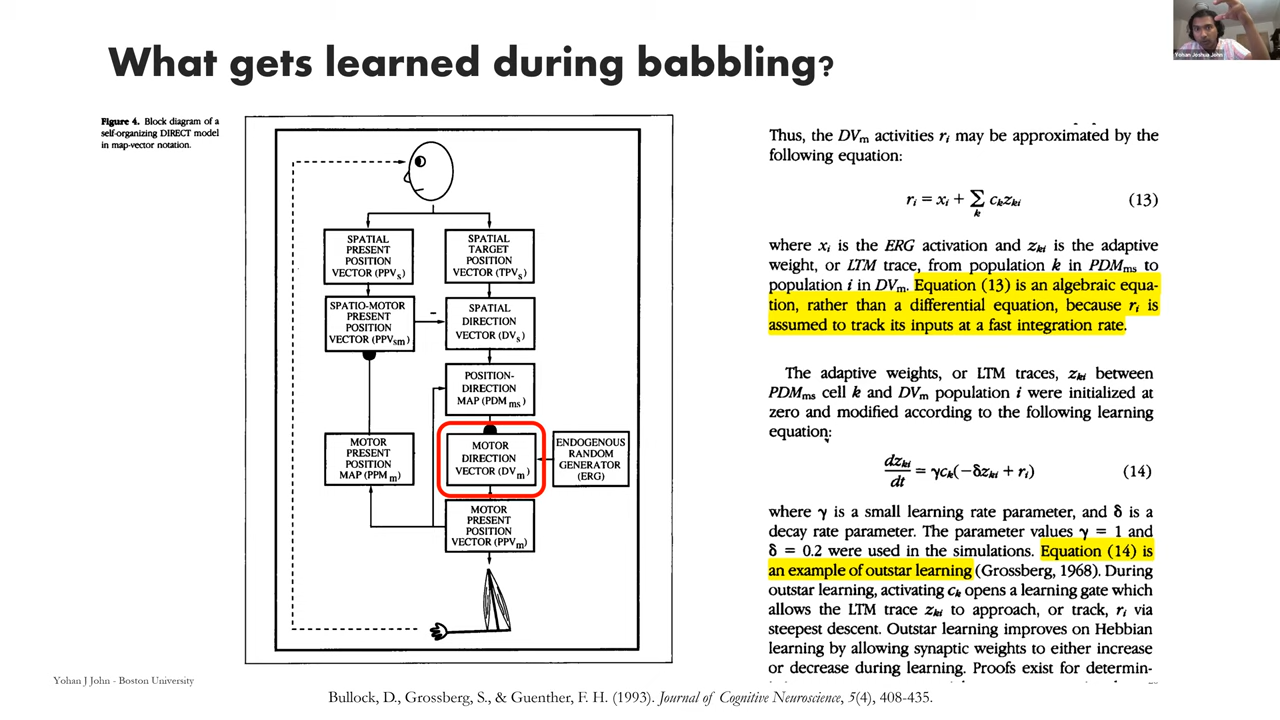 Yohan Joshua John
What gets learned during babbling?
Figure 4. Block diagram of a
self-organizing DIRECT model
in map-vector notation.
SPATIAL
PRESENT
POSITION
VECTOR (PPVs)
SPATIAL
TARGET
POSITION
VECTOR (TPVs)
SPATIO-MOTOR
PRESENT
POSITION
VECTOR (PPVsm)
–
SPATIAL
DIRECTION
VECTOR (DVs)
POSITION-
DIRECTION
MAP (PDMms)
MOTOR
PRESENT
POSITION
MAP (PPMm)
MOTOR
DIRECTION
VECTOR (DVm)
ENDOGENOUS
RANDOM
GENERATOR
(ERG)
MOTOR
PRESENT
POSITION
VECTOR (PPVm)
Thus, the DVm activities ri may be approximated by the
following equation:
ri = xi + Σk ckzki (13)
where xi is the ERG activation and zki is the adaptive
weight, or LTM trace, from population k in PDMms to
population i in DVm. Equation (13) is an algebraic equa-
tion, rather than a differential equation, because ri is
assumed to track its inputs at a fast integration rate.
The adaptive weights, or LTM traces, zki between
PDMms cell k and DVm population i were initialized at
zero and modified according to the following learning
equation:
dzki/dt = γck(−δzki + ri) (14)
where γ is a small learning rate parameter, and δ is a
decay rate parameter. The parameter values γ = 1 and
δ = 0.2 were used in the simulations. Equation (14) is
an example of outstar learning (Grossberg, 1968). During
outstar learning, activating ck opens a learning gate which
allows the LTM trace zki to approach, or track, ri via
steepest descent. Outstar learning improves on Hebbian
learning by allowing synaptic weights to either increase
or decrease during learning. Proofs exist for determin-
Yohan J John - Boston University
Bullock, D., Grossberg, S., & Guenther, F. H. (1993). Journal of Cognitive Neuroscience, 5(4), 408-435.